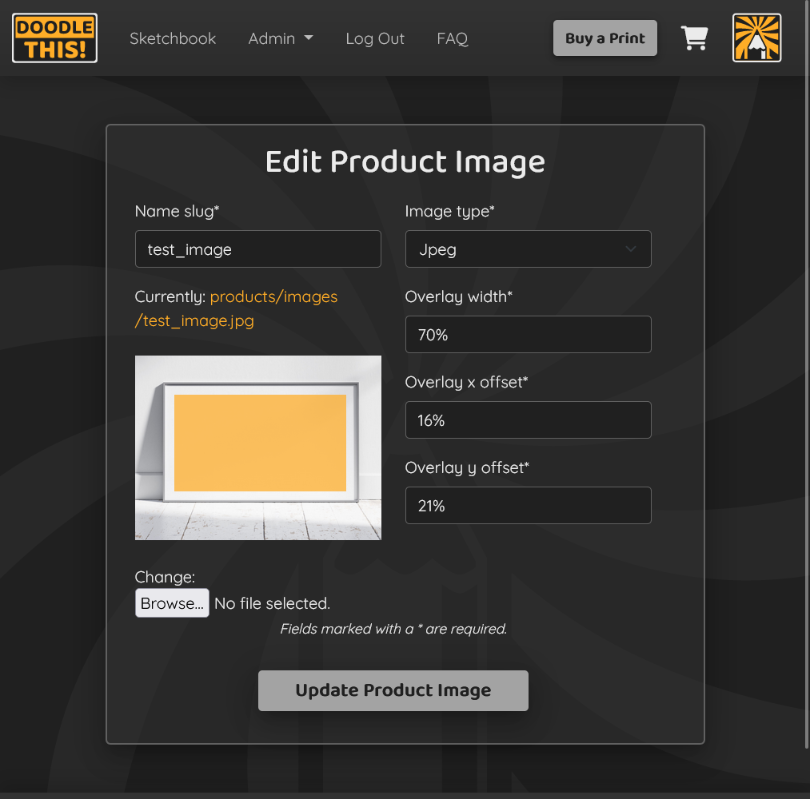 DOODLE
THIS!
Sketchbook
Admin
Log Out
FAQ
Buy a Print
Edit Product Image
Name slug*
test_image
Currently: products/images
/test_image.jpg
Change:
Browse... No file selected.
Image type*
Jpeg
Overlay width*
70%
Overlay x offset*
16%
Overlay y offset*
21%
Fields marked with a * are required.
Update Product Image